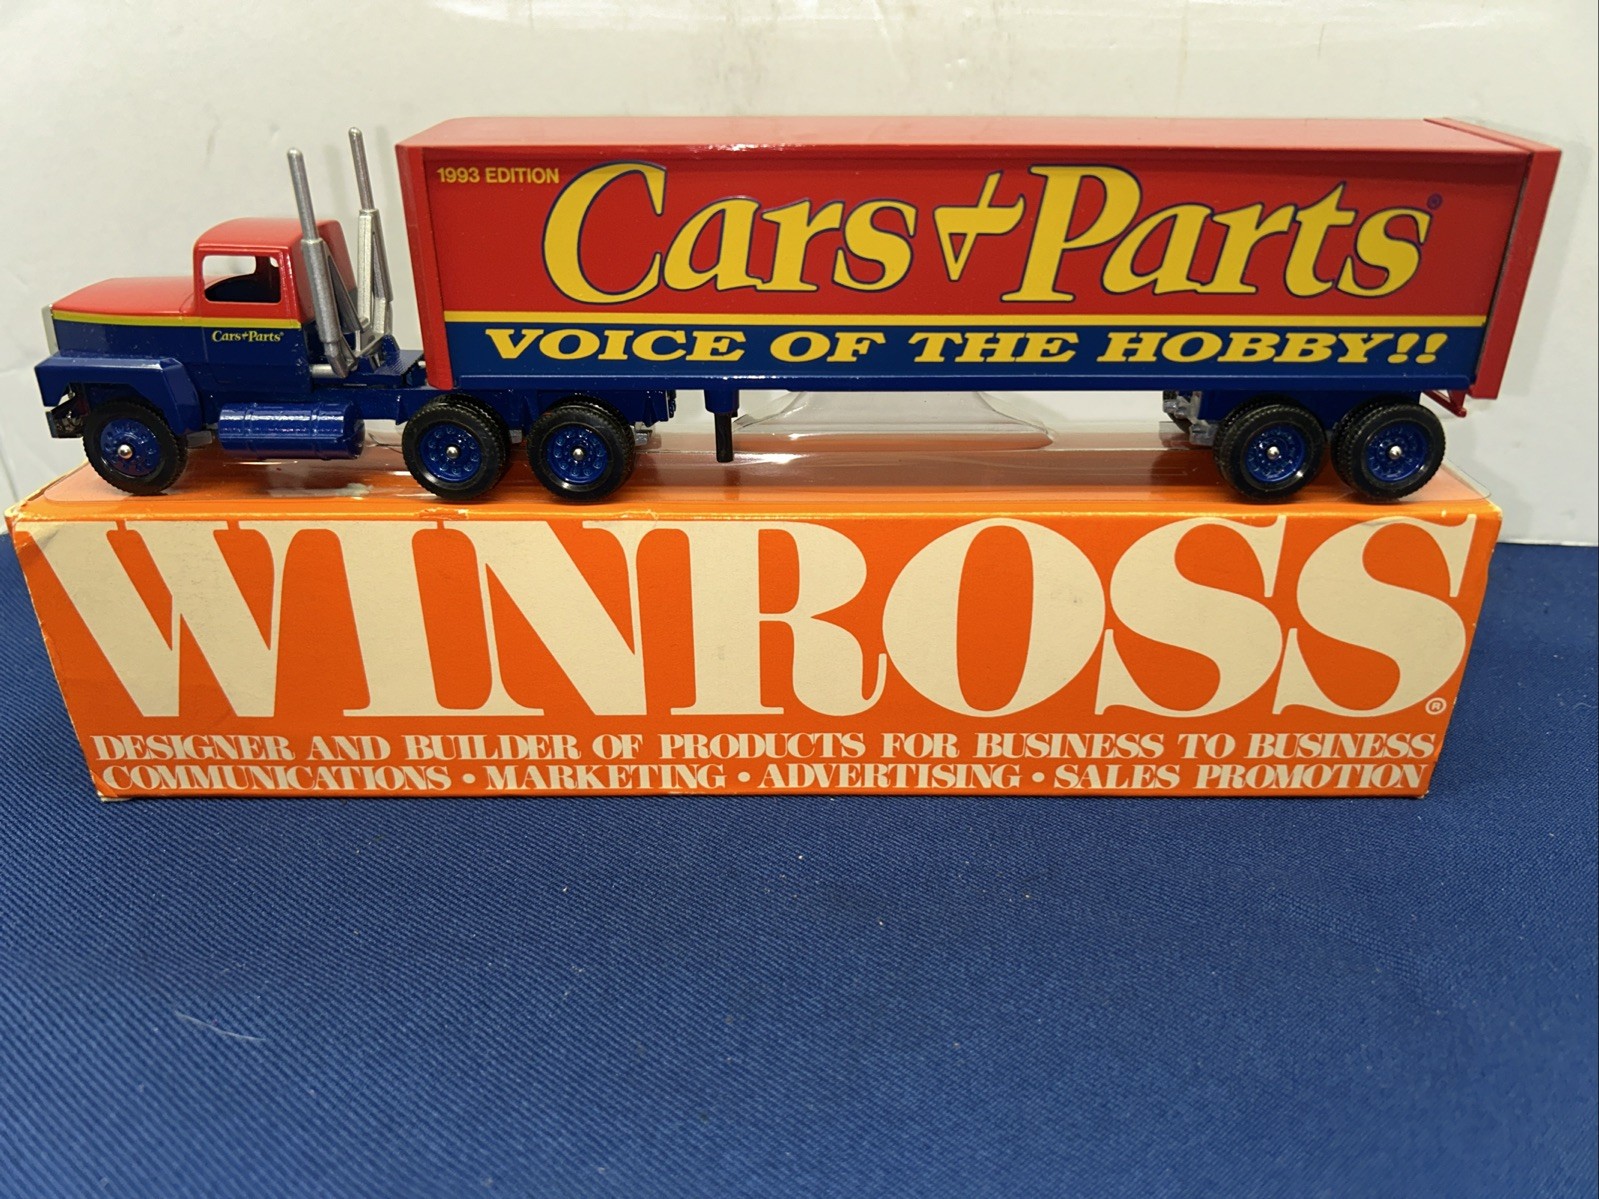 1993 EDITION
Cars & Parts®
VOICE OF THE HOBBY!!
Cars & Parts®
WINROSS®
DESIGNER AND BUILDER OF PRODUCTS FOR BUSINESS TO BUSINESS
COMMUNICATIONS • MARKETING • ADVERTISING • SALES PROMOTION